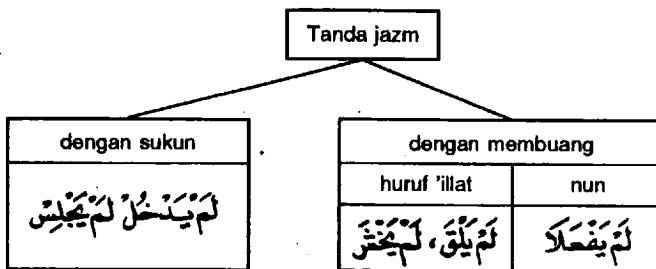 Tanda jazm
dengan sukun
لَمْ يَدْخُلْ لَمْ يَجْلِسْ
dengan membuang
huruf 'illat
nun
لَمْ يَلْقَ، لَمْ يَخْشَ
لَمْ يَفْعَلَا